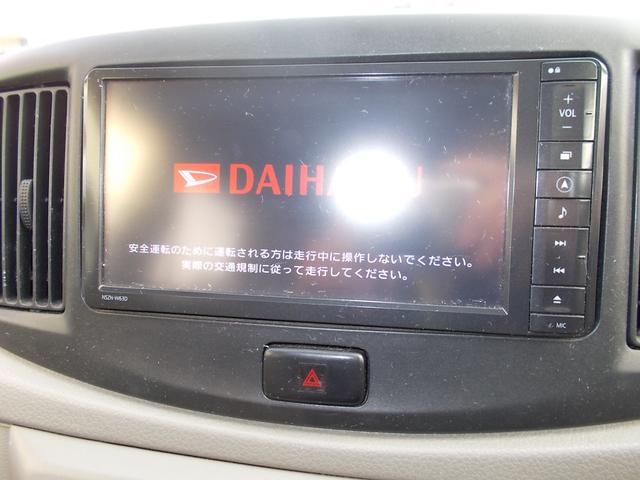 +
VOL
−
安全運転のために運転される方は走行中に操作しないでください。
実際の交通規制に従って走行してください。
NSZN-W63D
MIC